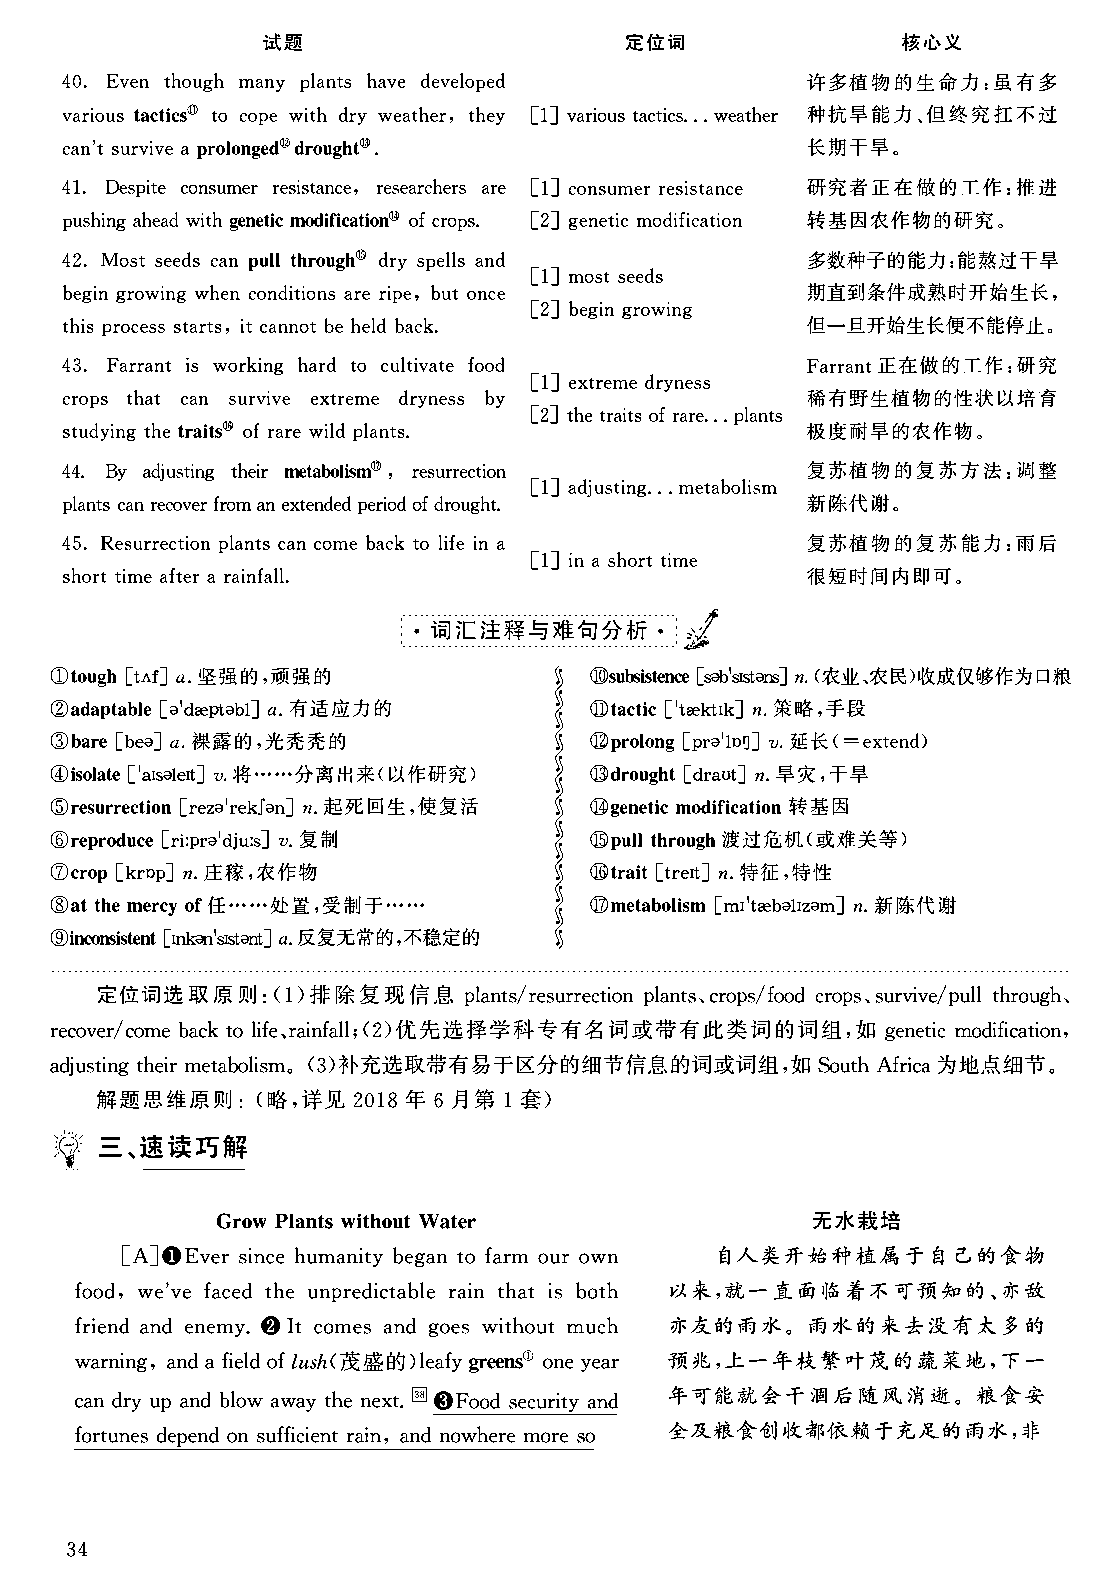 试题 定位词 核心义
40. Even though many plants have developed
various tactics⑪ to cope with dry weather, they
can't survive a prolonged⑫ drought⑬.
[1] various tactics...weather
许多植物的生命力:虽有多
种抗旱能力、但终究扛不过
长期干旱。
41. Despite consumer resistance, researchers are
pushing ahead with genetic modification⑭ of crops.
[1] consumer resistance
[2] genetic modification
研究者正在做的工作:推进
转基因农作物的研究。
42. Most seeds can pull through⑮ dry spells and
begin growing when conditions are ripe, but once
this process starts, it cannot be held back.
[1] most seeds
[2] begin growing
多数种子的能力:能熬过干旱
期直到条件成熟时开始生长,
但一旦开始生长便不能停止。
43. Farrant is working hard to cultivate food
crops that can survive extreme dryness by
studying the traits⑯ of rare wild plants.
[1] extreme dryness
[2] the traits of rare...plants
Farrant 正在做的工作:研究
稀有野生植物的性状以培育
极度耐旱的农作物。
44. By adjusting their metabolism⑰, resurrection
plants can recover from an extended period of drought.
[1] adjusting...metabolism
复苏植物的复苏方法:调整
新陈代谢。
45. Resurrection plants can come back to life in a
short time after a rainfall.
[1] in a short time
复苏植物的复苏能力:雨后
很短时间内即可。
·词汇注释与难句分析·
①tough [tʌf] a. 坚强的,顽强的
②adaptable [ə'dæptəbl] a. 有适应力的
③bare [beə] a. 裸露的,光秃秃的
④isolate ['aɪsəleɪt] v. 将……分离出来(以作研究)
⑤resurrection [rezə'rekʃən] n. 起死回生,使复活
⑥reproduce [ri:prə'dju:s] v. 复制
⑦crop [krɒp] n. 庄稼,农作物
⑧at the mercy of 任……处置,受制于……
⑨inconsistent [ɪnkən'sɪstənt] a. 反复无常的,不稳定的
⑩subsistence [səb'sɪstəns] n. (农业、农民)收成仅够作为口粮
⑪tactic ['tæktɪk] n. 策略,手段
⑫prolong [prə'lɒŋ] v. 延长(=extend)
⑬drought [draʊt] n. 旱灾,干旱
⑭genetic modification 转基因
⑮pull through 渡过危机(或难关等)
⑯trait [treɪt] n. 特征,特性
⑰metabolism [mɪ'tæbəlɪzəm] n. 新陈代谢
定位词选取原则:(1)排除复现信息 plants/resurrection plants、crops/food crops、survive/pull through、
recover/come back to life、rainfall;(2)优先选择学科专有名词或带有此类词的词组,如 genetic modification,
adjusting their metabolism。(3)补充选取带有易于区分的细节信息的词或词组,如 South Africa 为地点细节。
解题思维原则:(略,详见 2018 年 6 月第 1 套)
三、速读巧解
Grow Plants without Water
[A]❶Ever since humanity began to farm our own
food, we've faced the unpredictable rain that is both
friend and enemy. ❷It comes and goes without much
warning, and a field of lush(茂盛的)leafy greens① one year
can dry up and blow away the next. [38] ❸Food security and
fortunes depend on sufficient rain, and nowhere more so
无水栽培
自人类开始种植属于自己的食物
以来,就一直面临着不可预知的、亦敌
亦友的雨水。雨水的来去没有太多的
预兆,上一年枝繁叶茂的蔬菜地,下一
年可能就会干涸后随风消逝。粮食安
全及粮食创收都依赖于充足的雨水,非
34